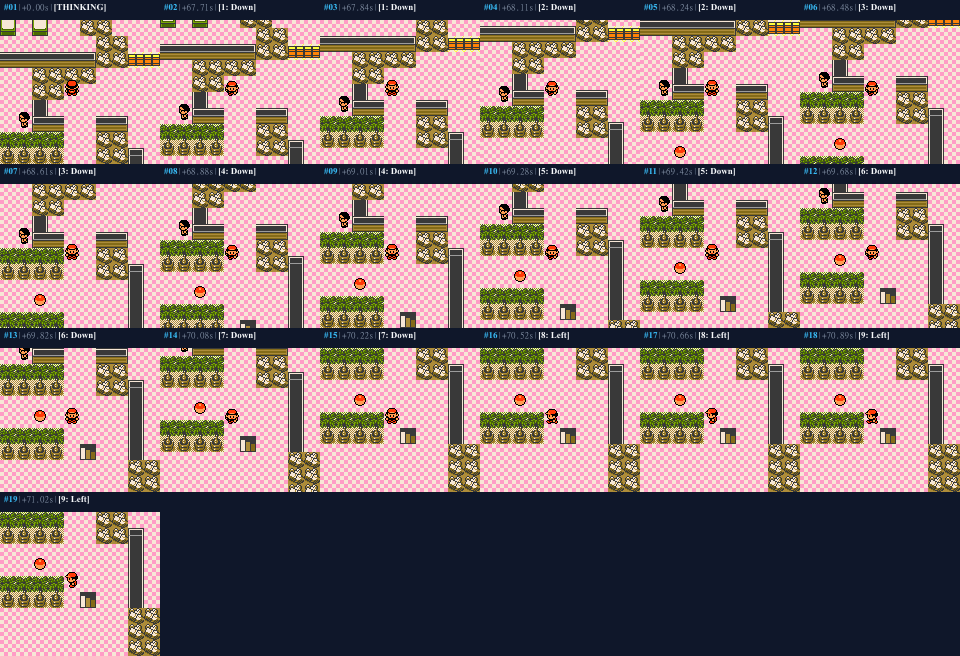 #01|+0.00s|[THINKING] #02|+67.71s|[1: Down] #03|+67.84s|[1: Down] #04|+68.11s|[2: Down] #05|+68.24s|[2: Down] #06|+68.48s|[3: Down]
#07|+68.61s|[3: Down] #08|+68.88s|[4: Down] #09|+69.01s|[4: Down] #10|+69.28s|[5: Down] #11|+69.42s|[5: Down] #12|+69.68s|[6: Down]
#13|+69.82s|[6: Down] #14|+70.08s|[7: Down] #15|+70.22s|[7: Down] #16|+70.52s|[8: Left] #17|+70.66s|[8: Left] #18|+70.89s|[9: Left]
#19|+71.02s|[9: Left]